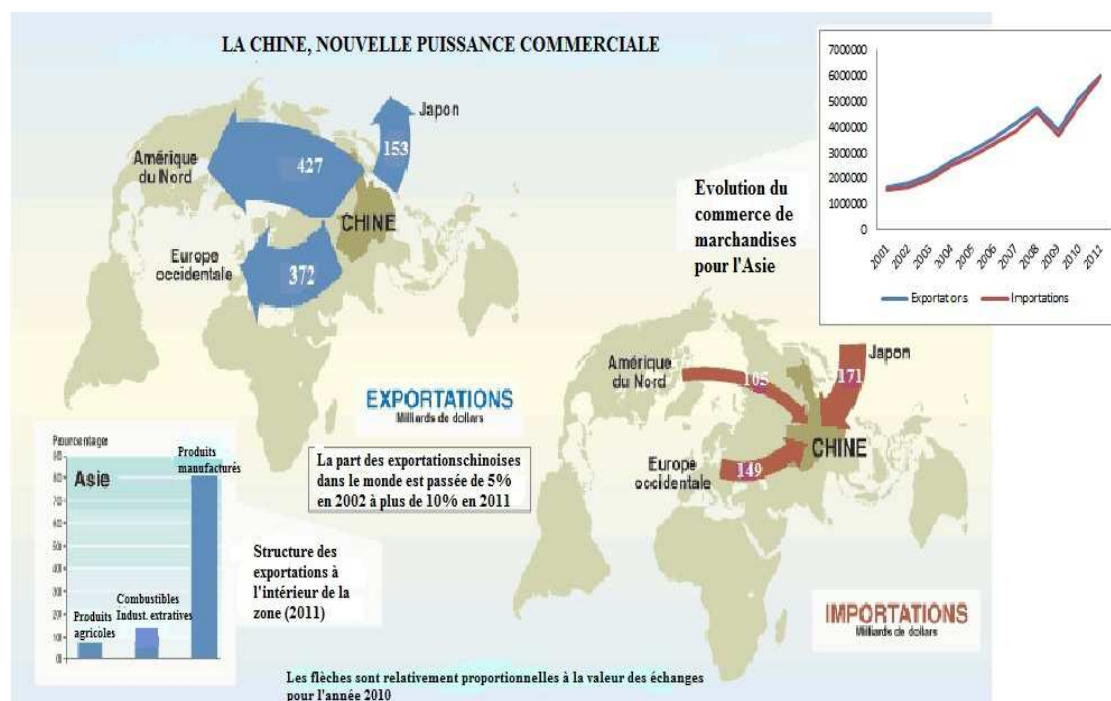 LA CHINE, NOUVELLE PUISSANCE COMMERCIALE
Japon
153
Amérique
du Nord
427
CHINE
Europe
occidentale
372
EXPORTATIONS
Milliards de dollars
7000000
6000000
5000000
4000000
3000000
2000000
1000000
0
2001
2002
2003
2005
2006
2007
2008
2009
2010
2011
2012
Exportations
Importations
Evolution du
commerce de
marchandises
pour l'Asie
Amérique
du Nord
105
Japon
171
CHINE
Europe
occidentale
149
IMPORTATIONS
Milliards de dollars
La part des exportationschinoises
dans le monde est passée de 5%
en 2002 à plus de 10% en 2011
Pourcentage
Asie
Produits
manufacturés
Combustibles
Indust. extratives
Produits
agricoles
Structure des
exportations à
l'intérieur de la
zone (2011)
Les flèches sont relativement proportionnelles à la valeur des échanges
pour l'année 2010